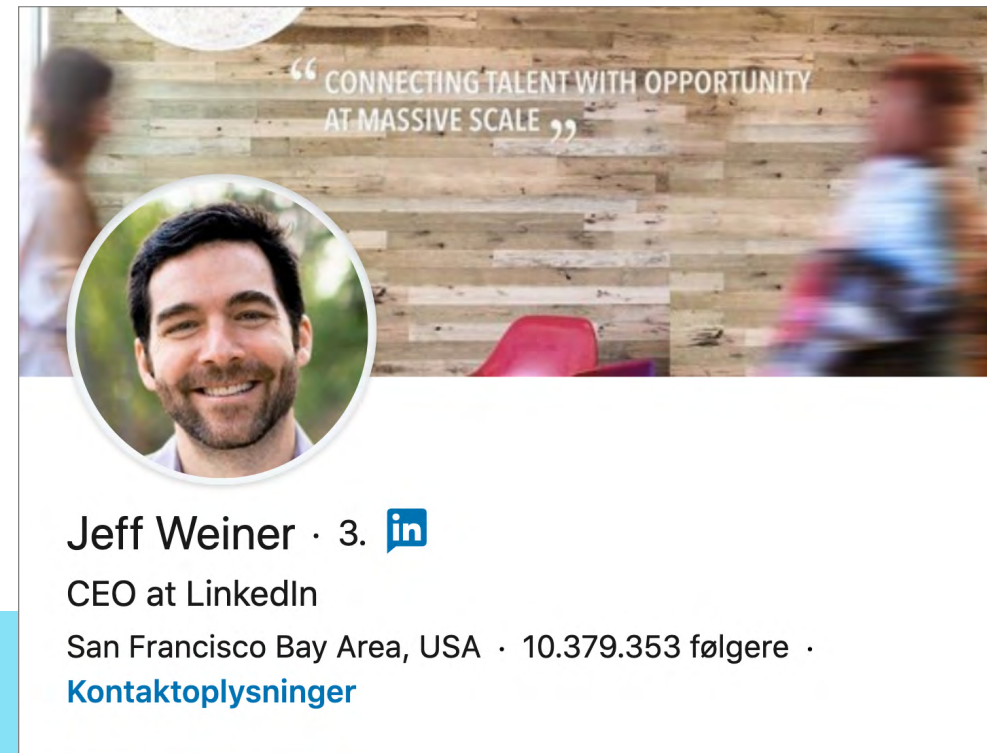 “ CONNECTING TALENT WITH OPPORTUNITY
AT MASSIVE SCALE ”
Jeff Weiner · 3. in
CEO at LinkedIn
San Francisco Bay Area, USA · 10.379.353 følgere ·
Kontaktoplysninger